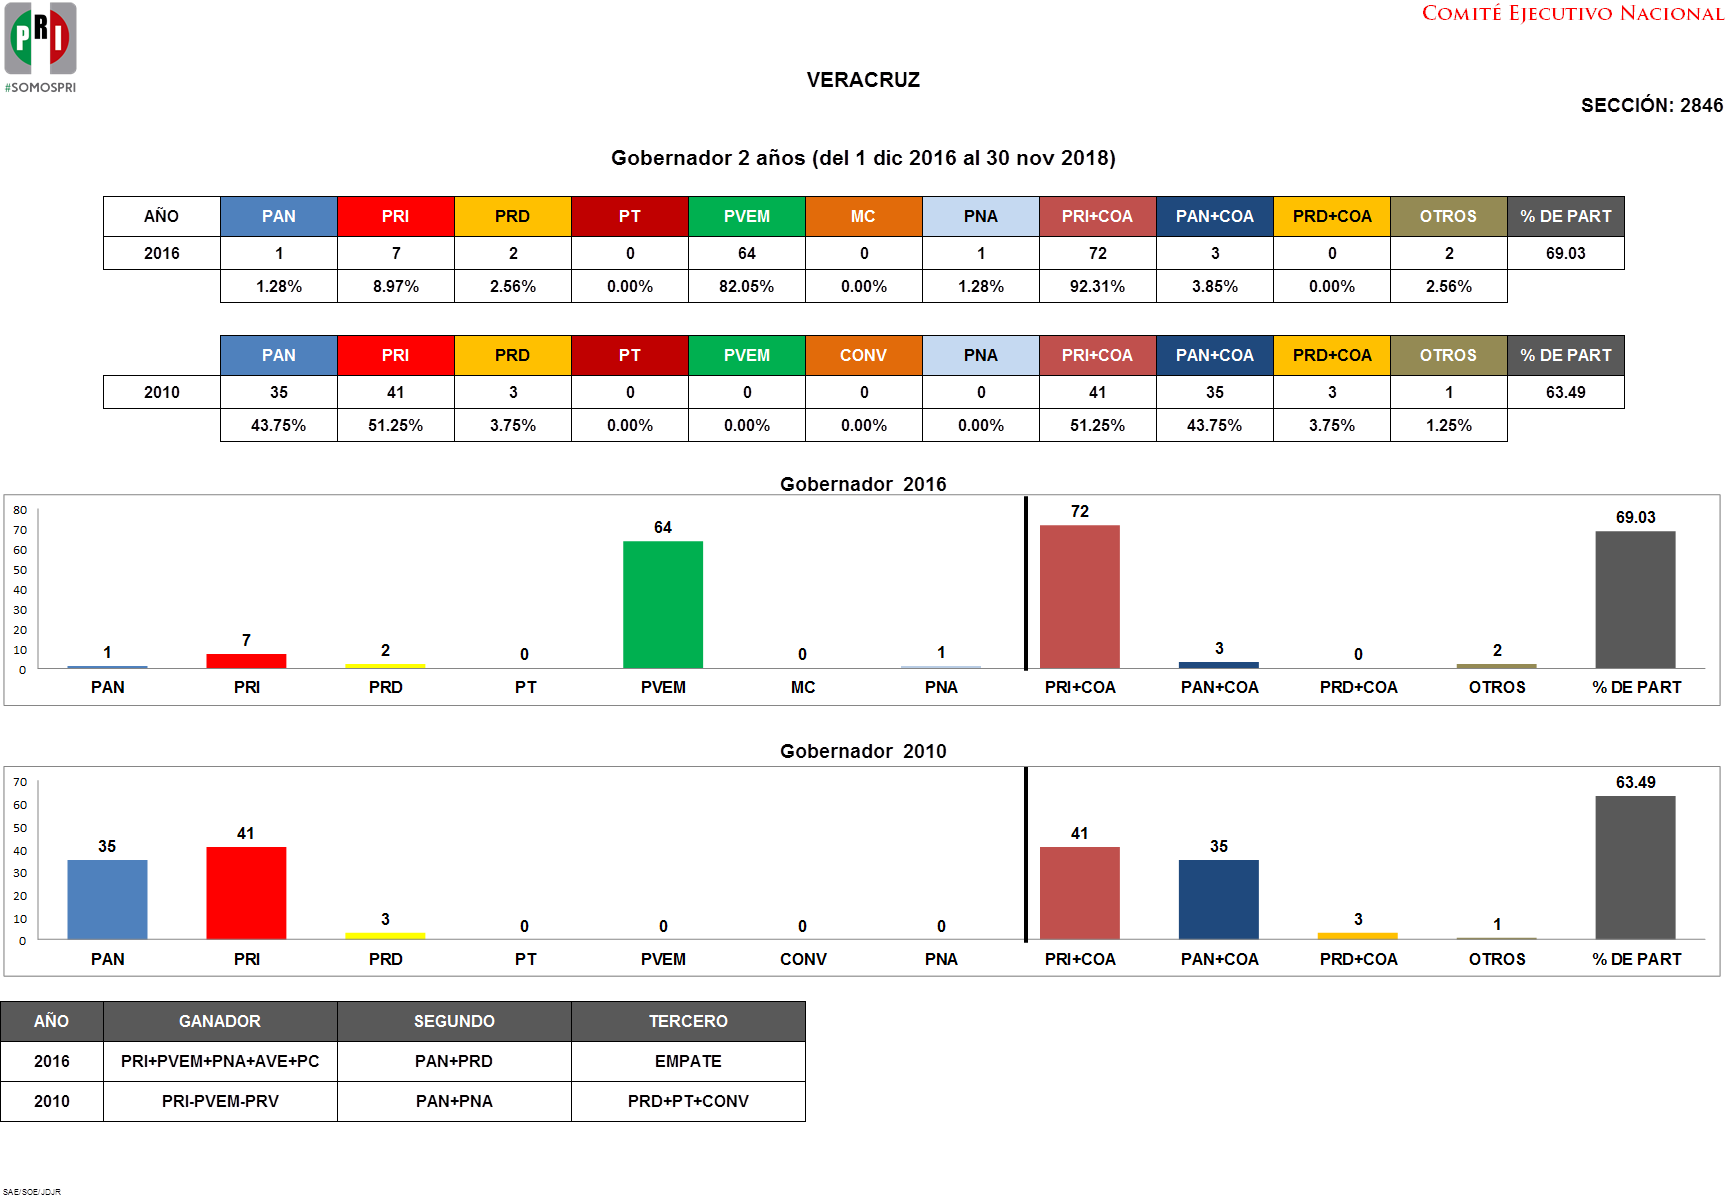 PRI
#SOMOSPRI
COMITÉ EJECUTIVO NACIONAL
VERACRUZ
SECCIÓN: 2846
Gobernador 2 años (del 1 dic 2016 al 30 nov 2018)
AÑO PAN PRI PRD PT PVEM MC PNA PRI+COA PAN+COA PRD+COA OTROS % DE PART
2016 1 7 2 0 64 0 1 72 3 0 2 69.03
1.28% 8.97% 2.56% 0.00% 82.05% 0.00% 1.28% 92.31% 3.85% 0.00% 2.56%
PAN PRI PRD PT PVEM CONV PNA PRI+COA PAN+COA PRD+COA OTROS % DE PART
2010 35 41 3 0 0 0 0 41 35 3 1 63.49
43.75% 51.25% 3.75% 0.00% 0.00% 0.00% 0.00% 51.25% 43.75% 3.75% 1.25%
Gobernador 2016
80
70
60
50
40
30
20
10
0
1 7 2 0 64 0 1 72 3 0 2 69.03
PAN PRI PRD PT PVEM MC PNA PRI+COA PAN+COA PRD+COA OTROS % DE PART
Gobernador 2010
70
60
50
40
30
20
10
0
35 41 3 0 0 0 0 41 35 3 1 63.49
PAN PRI PRD PT PVEM CONV PNA PRI+COA PAN+COA PRD+COA OTROS % DE PART
AÑO GANADOR SEGUNDO TERCERO
2016 PRI+PVEM+PNA+AVE+PC PAN+PRD EMPATE
2010 PRI-PVEM-PRV PAN+PNA PRD+PT+CONV
SAE/SOE/JDJR